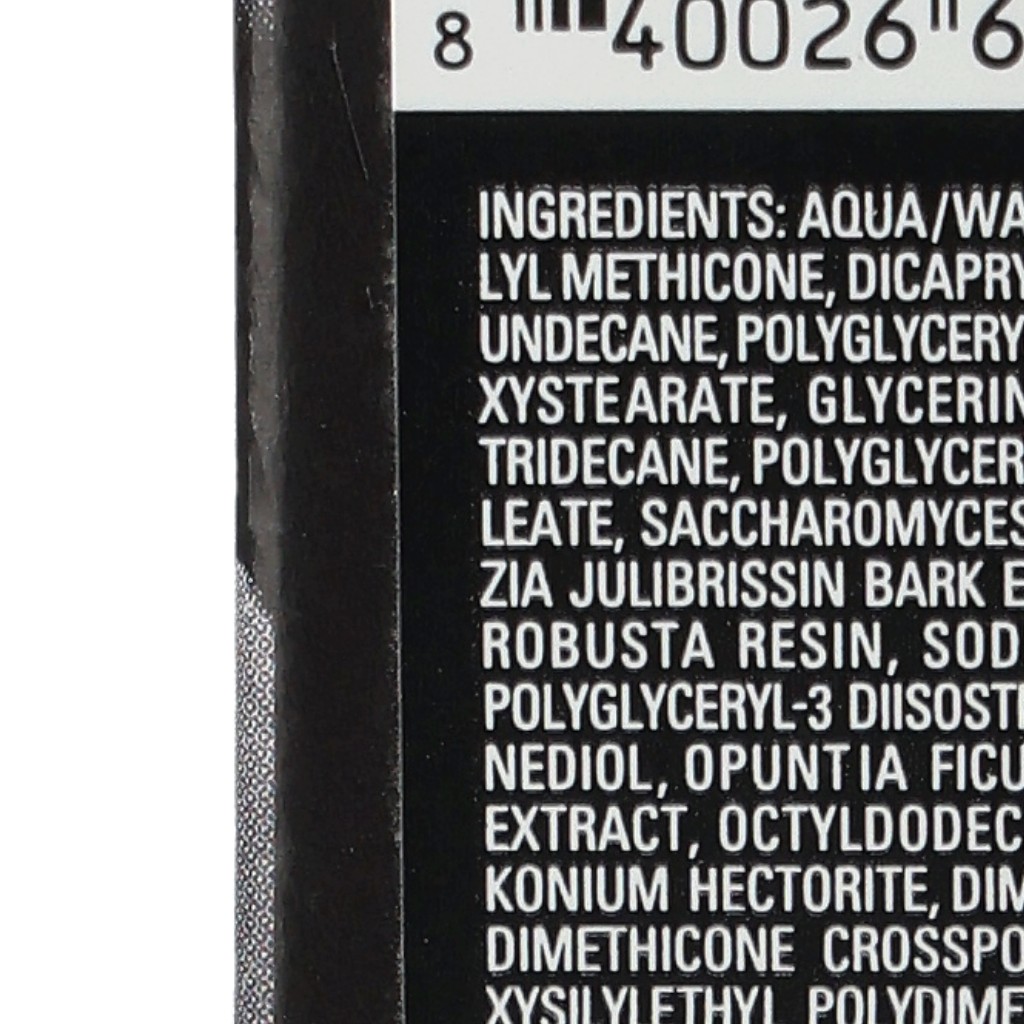 8 40026 6
INGREDIENTS: AQUA/WA
LYL METHICONE, DICAPRY
UNDECANE, POLYGLYCERY
XYSTEARATE, GLYCERIN
TRIDECANE, POLYGLYCER
LEATE, SACCHAROMYCES
ZIA JULIBRISSIN BARK E
ROBUSTA RESIN, SOD
POLYGLYCERYL-3 DIISOST
NEDIOL, OPUNTIA FICU
EXTRACT, OCTYLDODEC
KONIUM HECTORITE, DIM
DIMETHICONE CROSSPO
XYSILYLETHYL POLYDIME